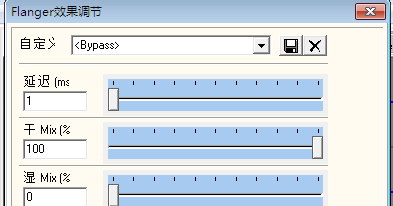 Flanger效果调节
自定义 <Bypass>
延迟 (ms
1
干 Mix (%
100
湿 Mix (%
0